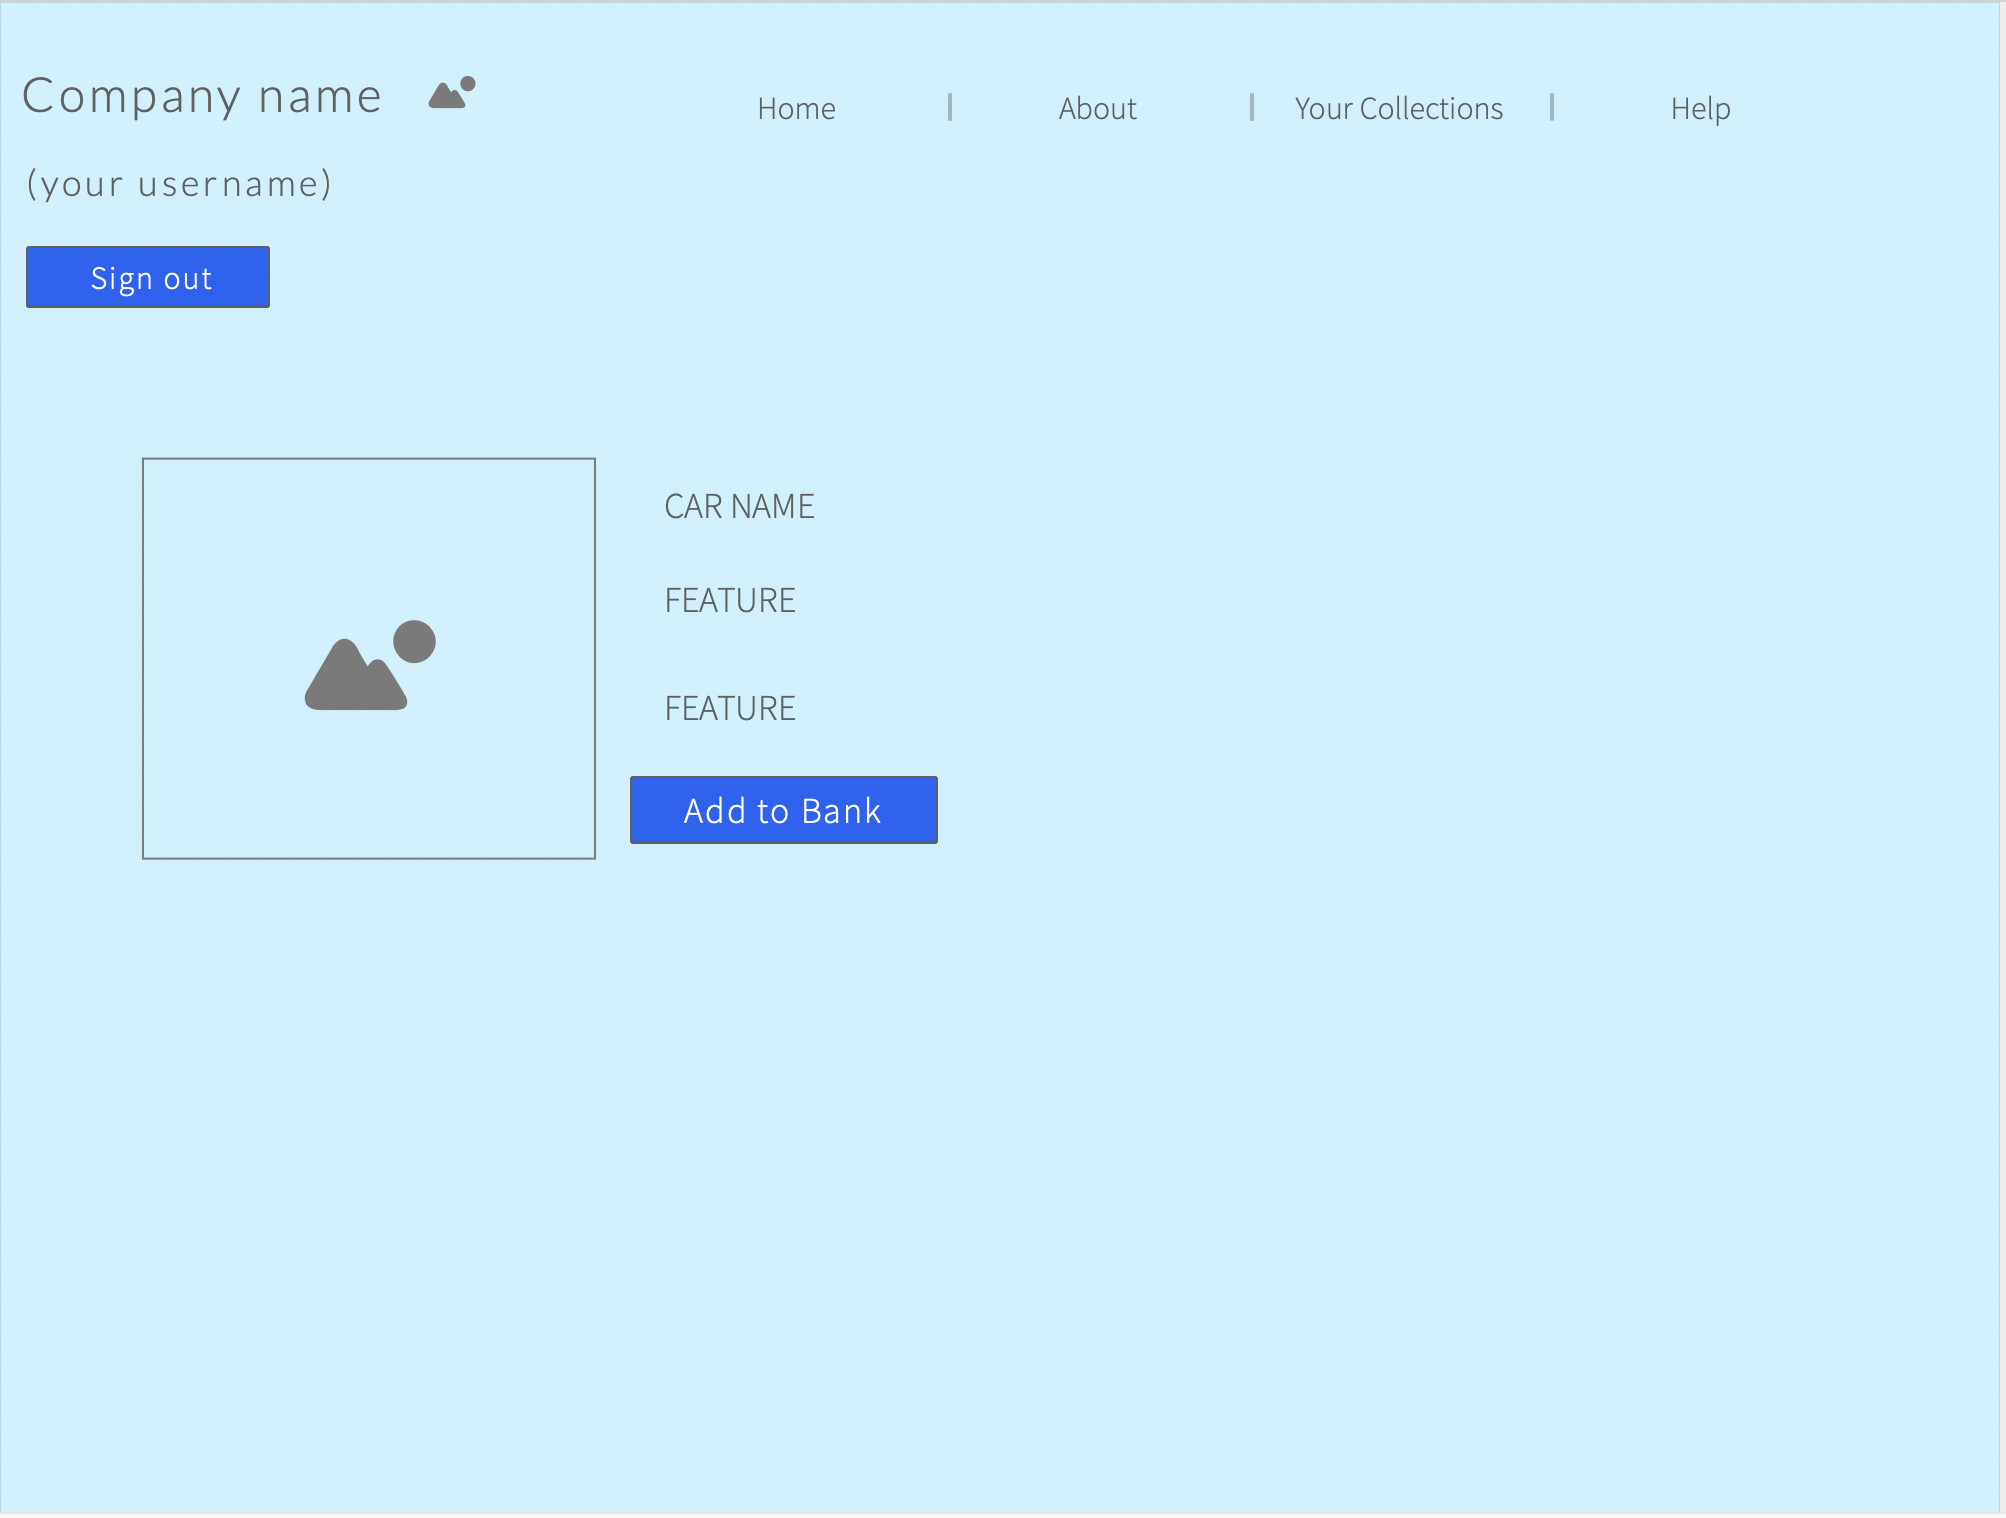 Company name
Home | About | Your Collections | Help
(your username)
Sign out
CAR NAME
FEATURE
FEATURE
Add to Bank